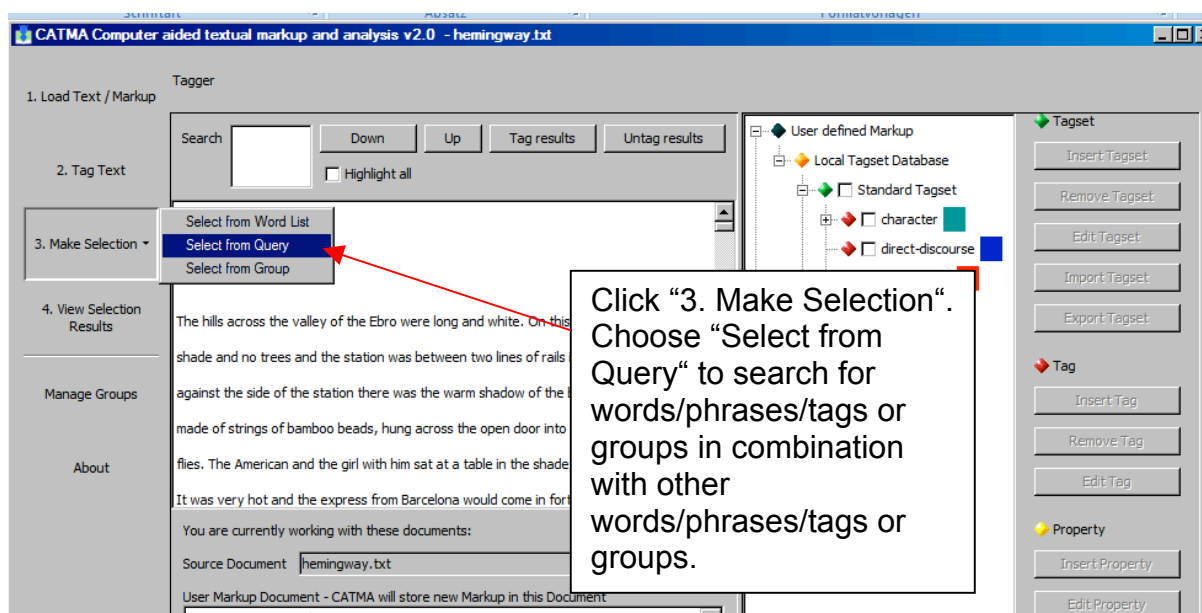 Schriftart Absatz Formatvorlagen
CATMA Computer aided textual markup and analysis v2.0 - hemingway.txt
1. Load Text / Markup
2. Tag Text
3. Make Selection
4. View Selection
Results
Manage Groups
About
Select from Word List
Select from Query
Select from Group
Tagger
Search Down Up Tag results Untag results
Highlight all
The hills across the valley of the Ebro were long and white. On this
shade and no trees and the station was between two lines of rails
against the side of the station there was the warm shadow of the
made of strings of bamboo beads, hung across the open door into
flies. The American and the girl with him sat at a table in the shade
It was very hot and the express from Barcelona would come in
You are currently working with these documents:
Source Document hemingway.txt
User Markup Document - CATMA will store new Markup in this Document
User defined Markup
Local Tagset Database
Standard Tagset
character
direct-discourse
Click “3. Make Selection“.
Choose “Select from
Query“ to search for
words/phrases/tags or
groups in combination
with other
words/phrases/tags or
groups.
Tagset
Insert Tagset
Remove Tagset
Edit Tagset
Import Tagset
Export Tagset
Tag
Insert Tag
Remove Tag
Edit Tag
Property
Insert Property
Edit Property